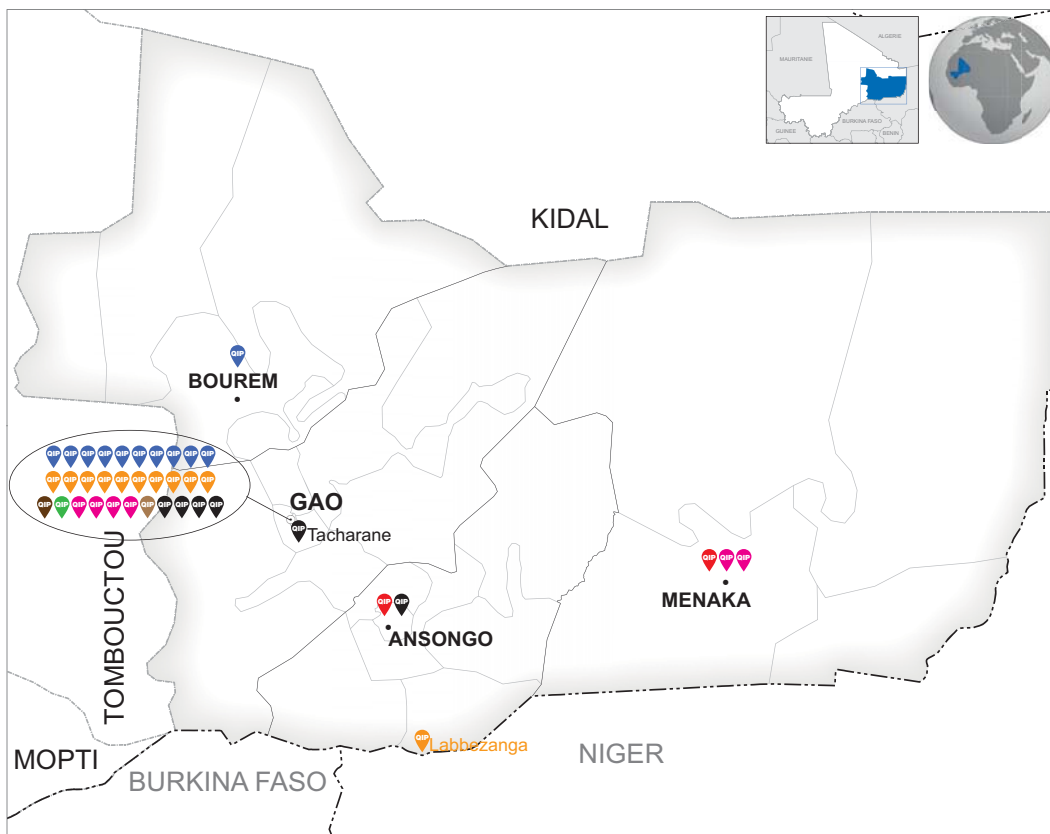 ALGERIE
MAURITANIE
BURKINA FASO
GUINEE
BENIN
KIDAL
QIP
BOUREM
QIP QIP QIP QIP QIP QIP QIP QIP QIP QIP
QIP QIP QIP QIP QIP QIP QIP QIP QIP QIP
QIP QIP QIP QIP QIP QIP QIP QIP QIP QIP QIP
GAO
QIP Tacharane
TOMBOUCTOU
QIP QIP QIP
MENAKA
QIP QIP
ANSONGO
QIP Labbezanga
NIGER
MOPTI
BURKINA FASO